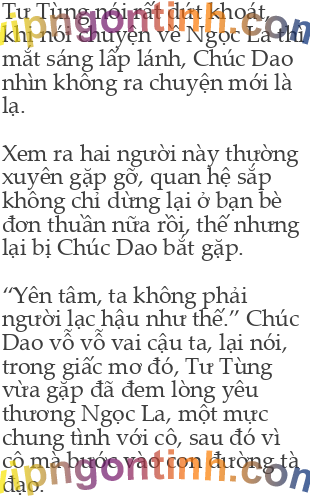 Tư Tùng nói rất dứt khoát,
khi nói chuyện về Ngọc La thì
mắt sáng lấp lánh, Chúc Dao
nhìn không ra chuyện mới là
lạ.
Xem ra hai người này thường
xuyên gặp gỡ, quan hệ sắp
không chỉ dừng lại ở bạn bè
đơn thuần nữa rồi, thế nhưng
lại bị Chúc Dao bắt gặp.
“Yên tâm, ta không phải
người lạc hậu như thế.” Chúc
Dao vỗ vỗ vai cậu ta, lại nói,
trong giấc mơ đó, Tư Tùng
vừa gặp đã đem lòng yêu
thương Ngọc La, một mực
chung tình với cô, sau đó vì
cô mà bước vào con đường tà
đạo.
vipngontinh.com
vipngontinh.com